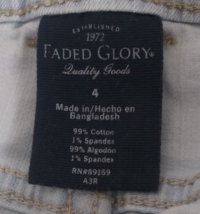 ESTABLISHED
1972
FADED GLORY®
Quality Goods
4
Made in/Hecho en
Bangladesh
99% Cotton
1% Spandex
99% Algodón
1% Spandex
RN#89169
A3R